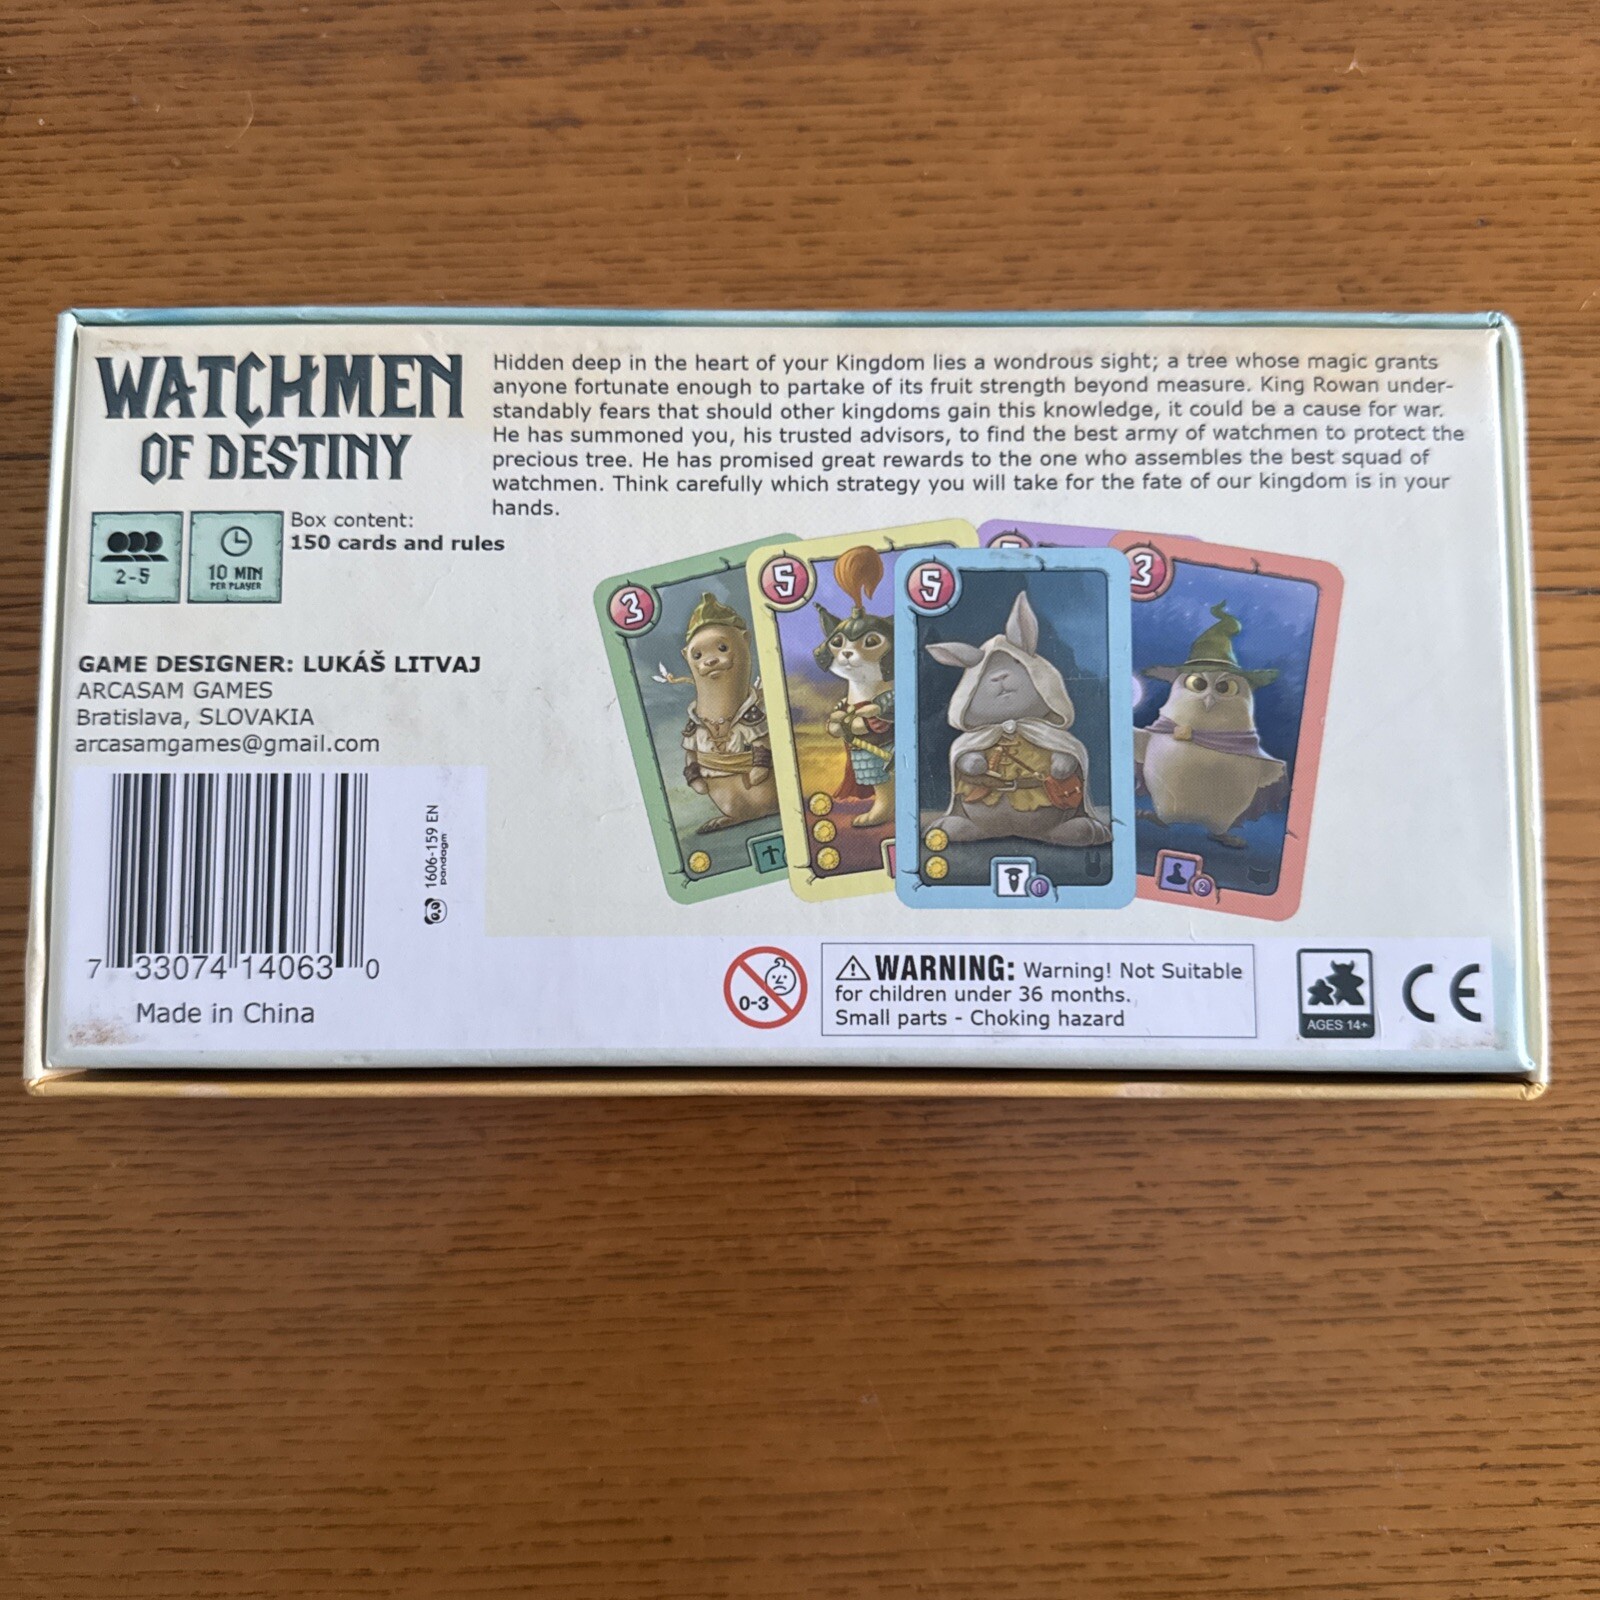 WATCHMEN
OF DESTINY
Hidden deep in the heart of your Kingdom lies a wondrous sight; a tree whose magic grants
anyone fortunate enough to partake of its fruit strength beyond measure. King Rowan under-
standably fears that should other kingdoms gain this knowledge, it could be a cause for war.
He has summoned you, his trusted advisors, to find the best army of watchmen to protect the
precious tree. He has promised great rewards to the one who assembles the best squad of
watchmen. Think carefully which strategy you will take for the fate of our kingdom is in your
hands.
2-5
10 MIN
PER PLAYER
Box content:
150 cards and rules
GAME DESIGNER: LUKÁŠ LITVAJ
ARCASAM GAMES
Bratislava, SLOVAKIA
arcasamgames@gmail.com
3
5
5
3
1
2
1606-159 EN
pandagm
7 33074 14063 0
Made in China
0-3
WARNING: Warning! Not Suitable
for children under 36 months.
Small parts - Choking hazard
AGES 14+
CE